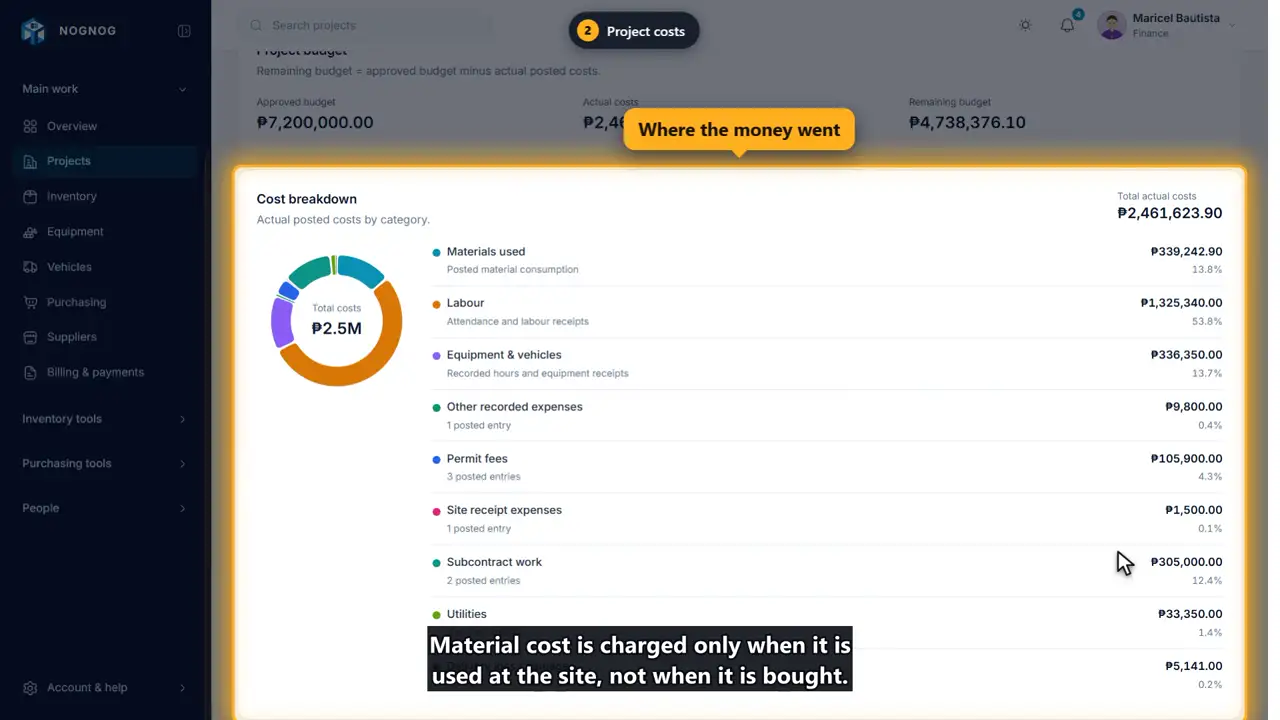 NOGNOG
Search projects
2 Project costs
4
Maricel Bautista
Finance
Main work
Overview
Projects
Inventory
Equipment
Vehicles
Purchasing
Suppliers
Billing & payments
Inventory tools
Purchasing tools
People
Account & help
Project budget
Remaining budget = approved budget minus actual posted costs.
Approved budget
₱7,200,000.00
Actual costs
₱2,46
Remaining budget
₱4,738,376.10
Where the money went
Cost breakdown
Actual posted costs by category.
Total actual costs
₱2,461,623.90
Total costs
₱2.5M
Materials used
₱339,242.90
Posted material consumption
13.8%
Labour
₱1,325,340.00
Attendance and labour receipts
53.8%
Equipment & vehicles
₱336,350.00
Recorded hours and equipment receipts
13.7%
Other recorded expenses
₱9,800.00
1 posted entry
0.4%
Permit fees
₱105,900.00
3 posted entries
4.3%
Site receipt expenses
₱1,500.00
1 posted entry
0.1%
Subcontract work
₱305,000.00
2 posted entries
12.4%
Utilities
₱33,350.00
1.4%
₱5,141.00
0.2%
Material cost is charged only when it is
used at the site, not when it is bought.